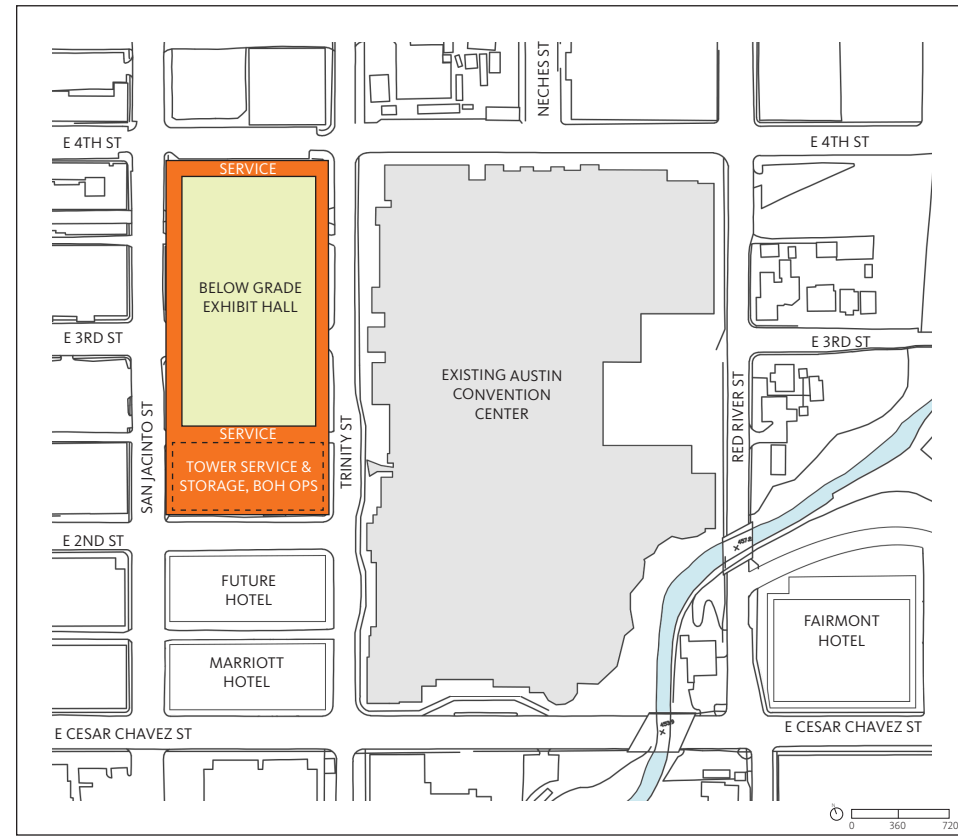 NECHES ST
E 4TH ST
E 4TH ST
SERVICE
BELOW GRADE
EXHIBIT HALL
E 3RD ST
E 3RD ST
EXISTING AUSTIN
CONVENTION
CENTER
SAN JACINTO ST
TRINITY ST
RED RIVER ST
SERVICE
TOWER SERVICE &
STORAGE, BOH OPS
E 2ND ST
FUTURE
HOTEL
FAIRMONT
HOTEL
MARRIOTT
HOTEL
E CESAR CHAVEZ ST
E CESAR CHAVEZ ST
0 360 720